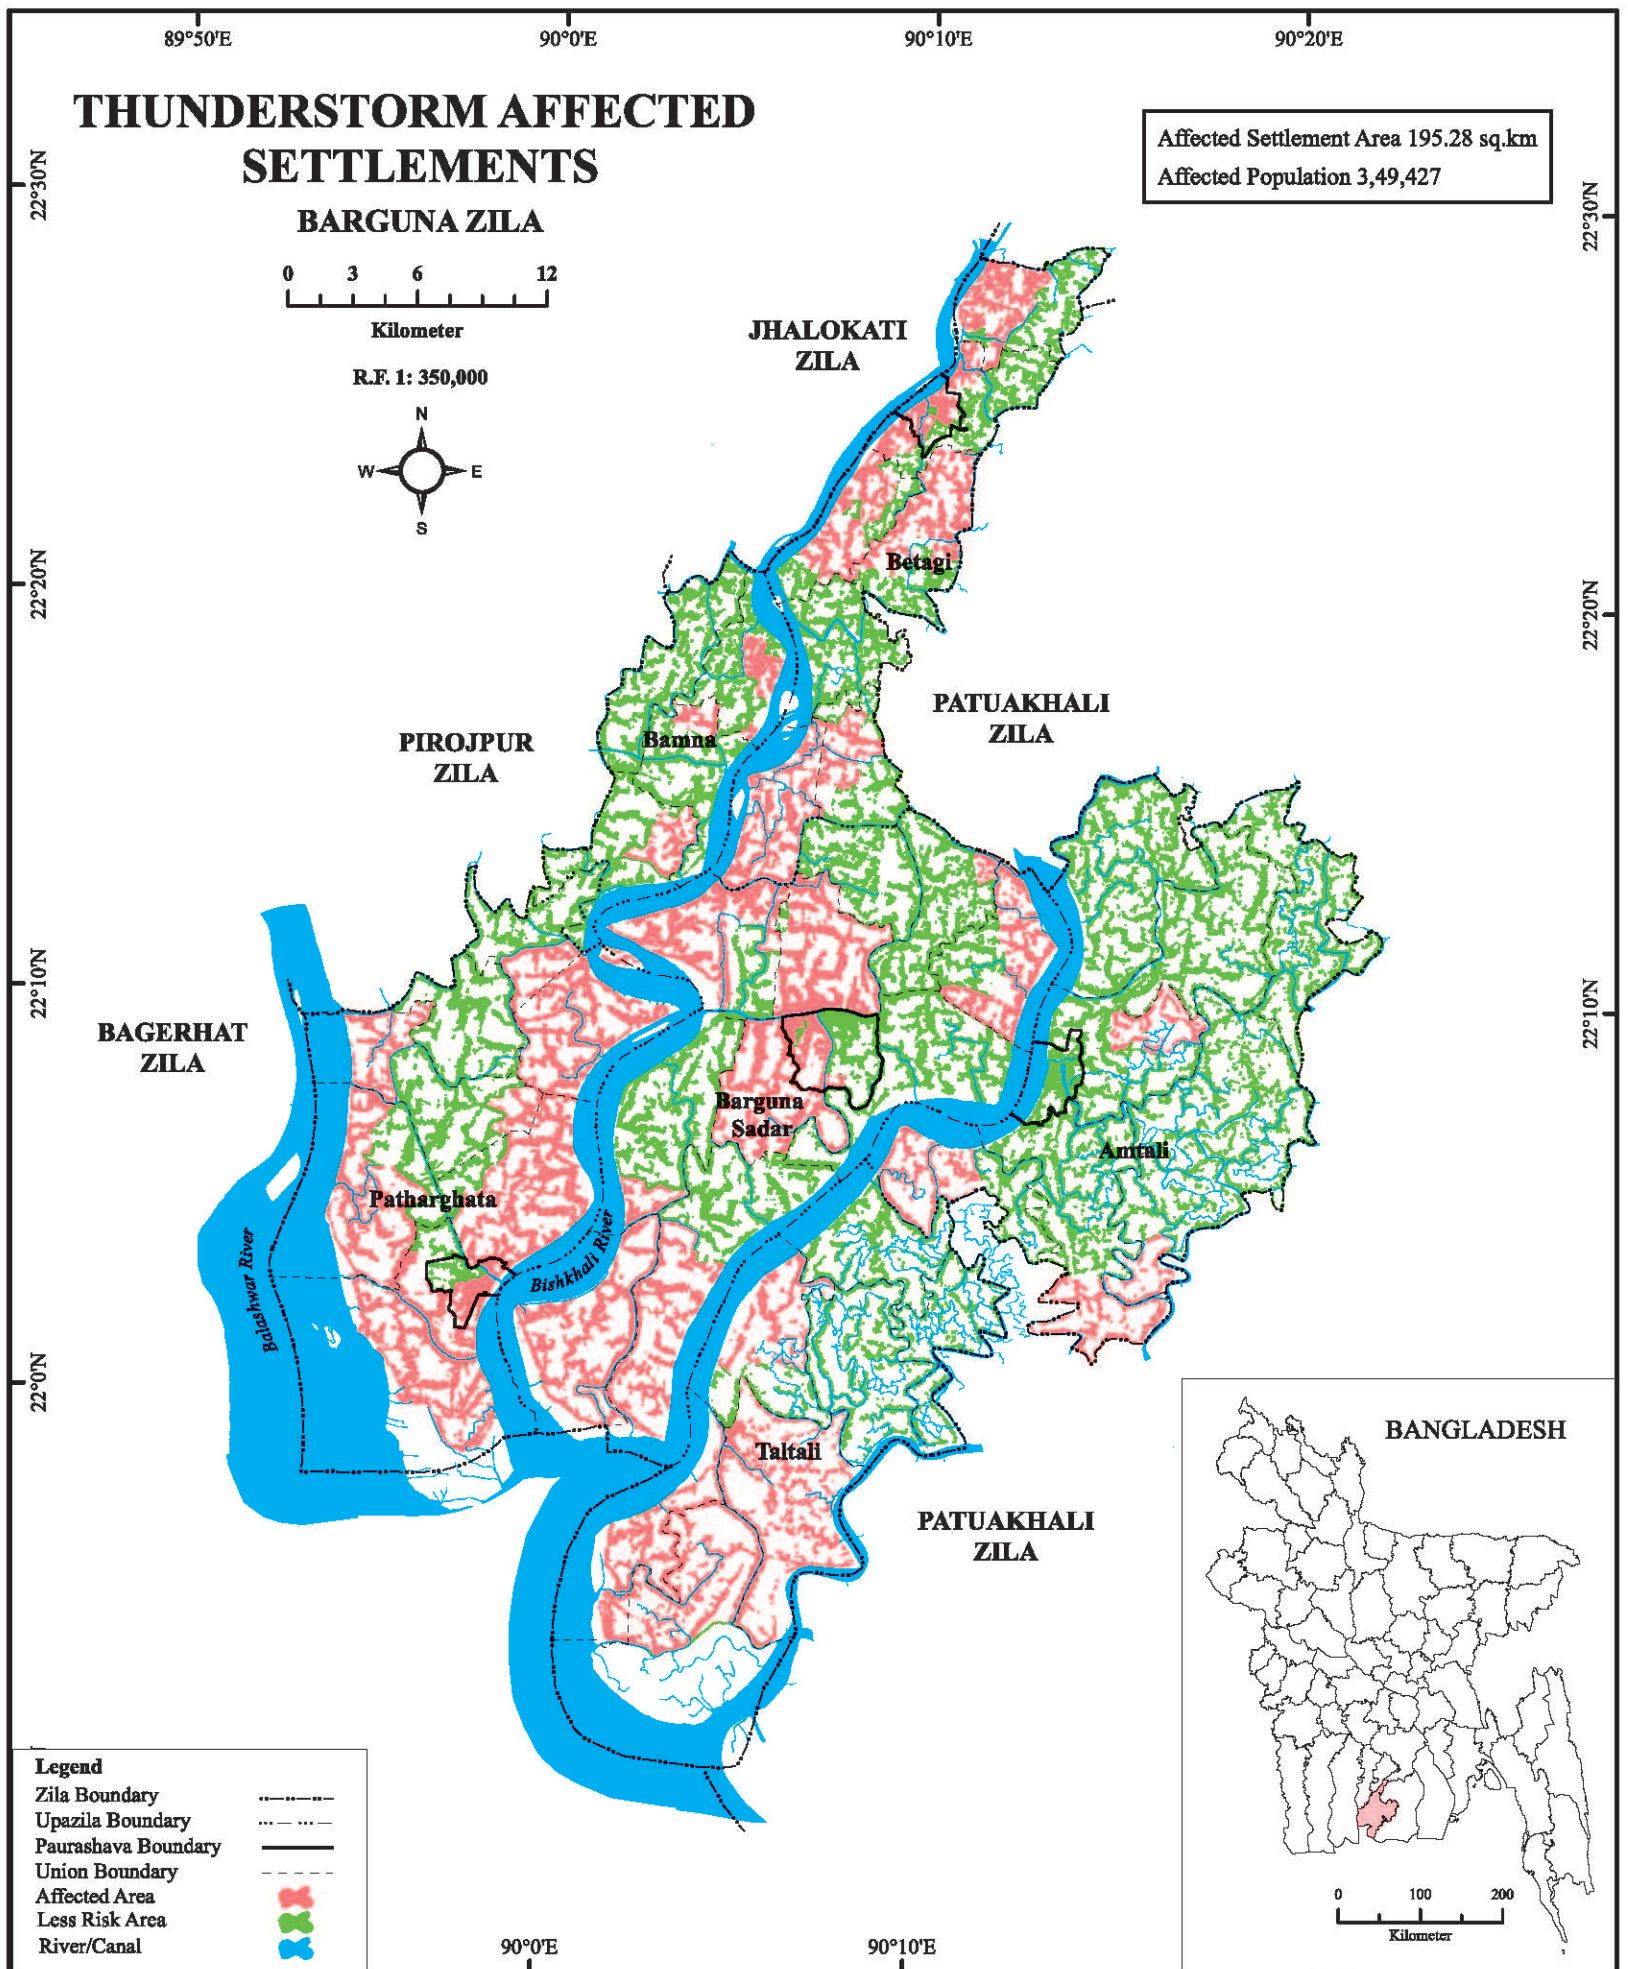 89°50'E
90°0'E
90°10'E
90°20'E
THUNDERSTORM AFFECTED
SETTLEMENTS
BARGUNA ZILA
0 3 6 12
Kilometer
R.F. 1: 350,000
N
W E
S
Affected Settlement Area 195.28 sq.km
Affected Population 3,49,427
22°30'N
22°30'N
JHALOKATI
ZILA
Betagi
22°20'N
22°20'N
PATUAKHALI
ZILA
PIROJPUR
ZILA
Bamna
22°10'N
22°10'N
BAGERHAT
ZILA
Barguna
Sadar
Amtali
Patharghata
Balashwar River
Bishkhali River
22°0'N
Taltali
PATUAKHALI
ZILA
BANGLADESH
0 100 200
Kilometer
Legend
Zila Boundary
Upazila Boundary
Paurashava Boundary
Union Boundary
Affected Area
Less Risk Area
River/Canal
90°0'E
90°10'E